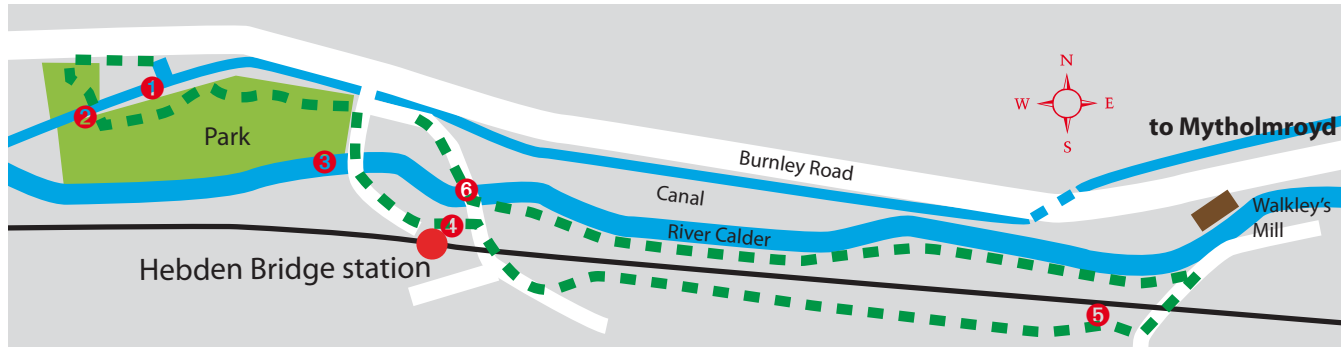 N
W E
S
to Mytholmroyd
1
2
Park
3
Burnley Road
Canal
6
4
River Calder
Walkley's
Mill
Hebden Bridge station
5